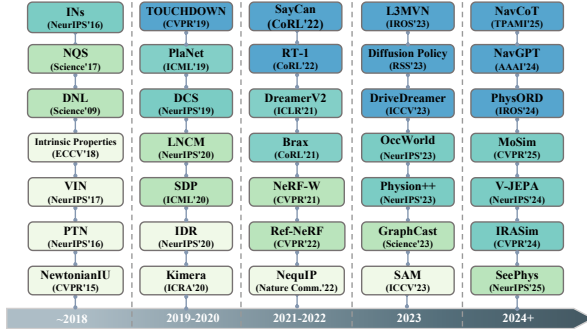 INs
(NeurIPS'16)
NQS
(Science'17)
DNL
(Science'09)
Intrinsic Properties
(ECCV'18)
VIN
(NeurIPS'17)
PTN
(NeurIPS'16)
NewtonianIU
(CVPR'15)
TOUCHDOWN
(CVPR'19)
PlaNet
(ICML'19)
DCS
(NeurIPS'19)
LNCM
(NeurIPS'20)
SDP
(ICML'20)
IDR
(NeurIPS'20)
Kimera
(ICRA'20)
SayCan
(CoRL'22)
RT-1
(CoRL'22)
DreamerV2
(ICLR'21)
Brax
(CoRL'21)
NeRF-W
(CVPR'21)
Ref-NeRF
(CVPR'22)
NequIP
(Nature Comm.'22)
L3MVN
(IROS'23)
Diffusion Policy
(RSS'23)
DriveDreamer
(ICCV'23)
OccWorld
(NeurIPS'23)
Physion++
(NeurIPS'23)
GraphCast
(Science'23)
SAM
(ICCV'23)
NavCoT
(TPAMI'25)
NavGPT
(AAAI'24)
PhysORD
(IROS'24)
MoSim
(CVPR'25)
V-JEPA
(NeurIPS'24)
IRASim
(CVPR'24)
SeePhys
(NeurIPS'25)
~2018
2019-2020
2021-2022
2023
2024+